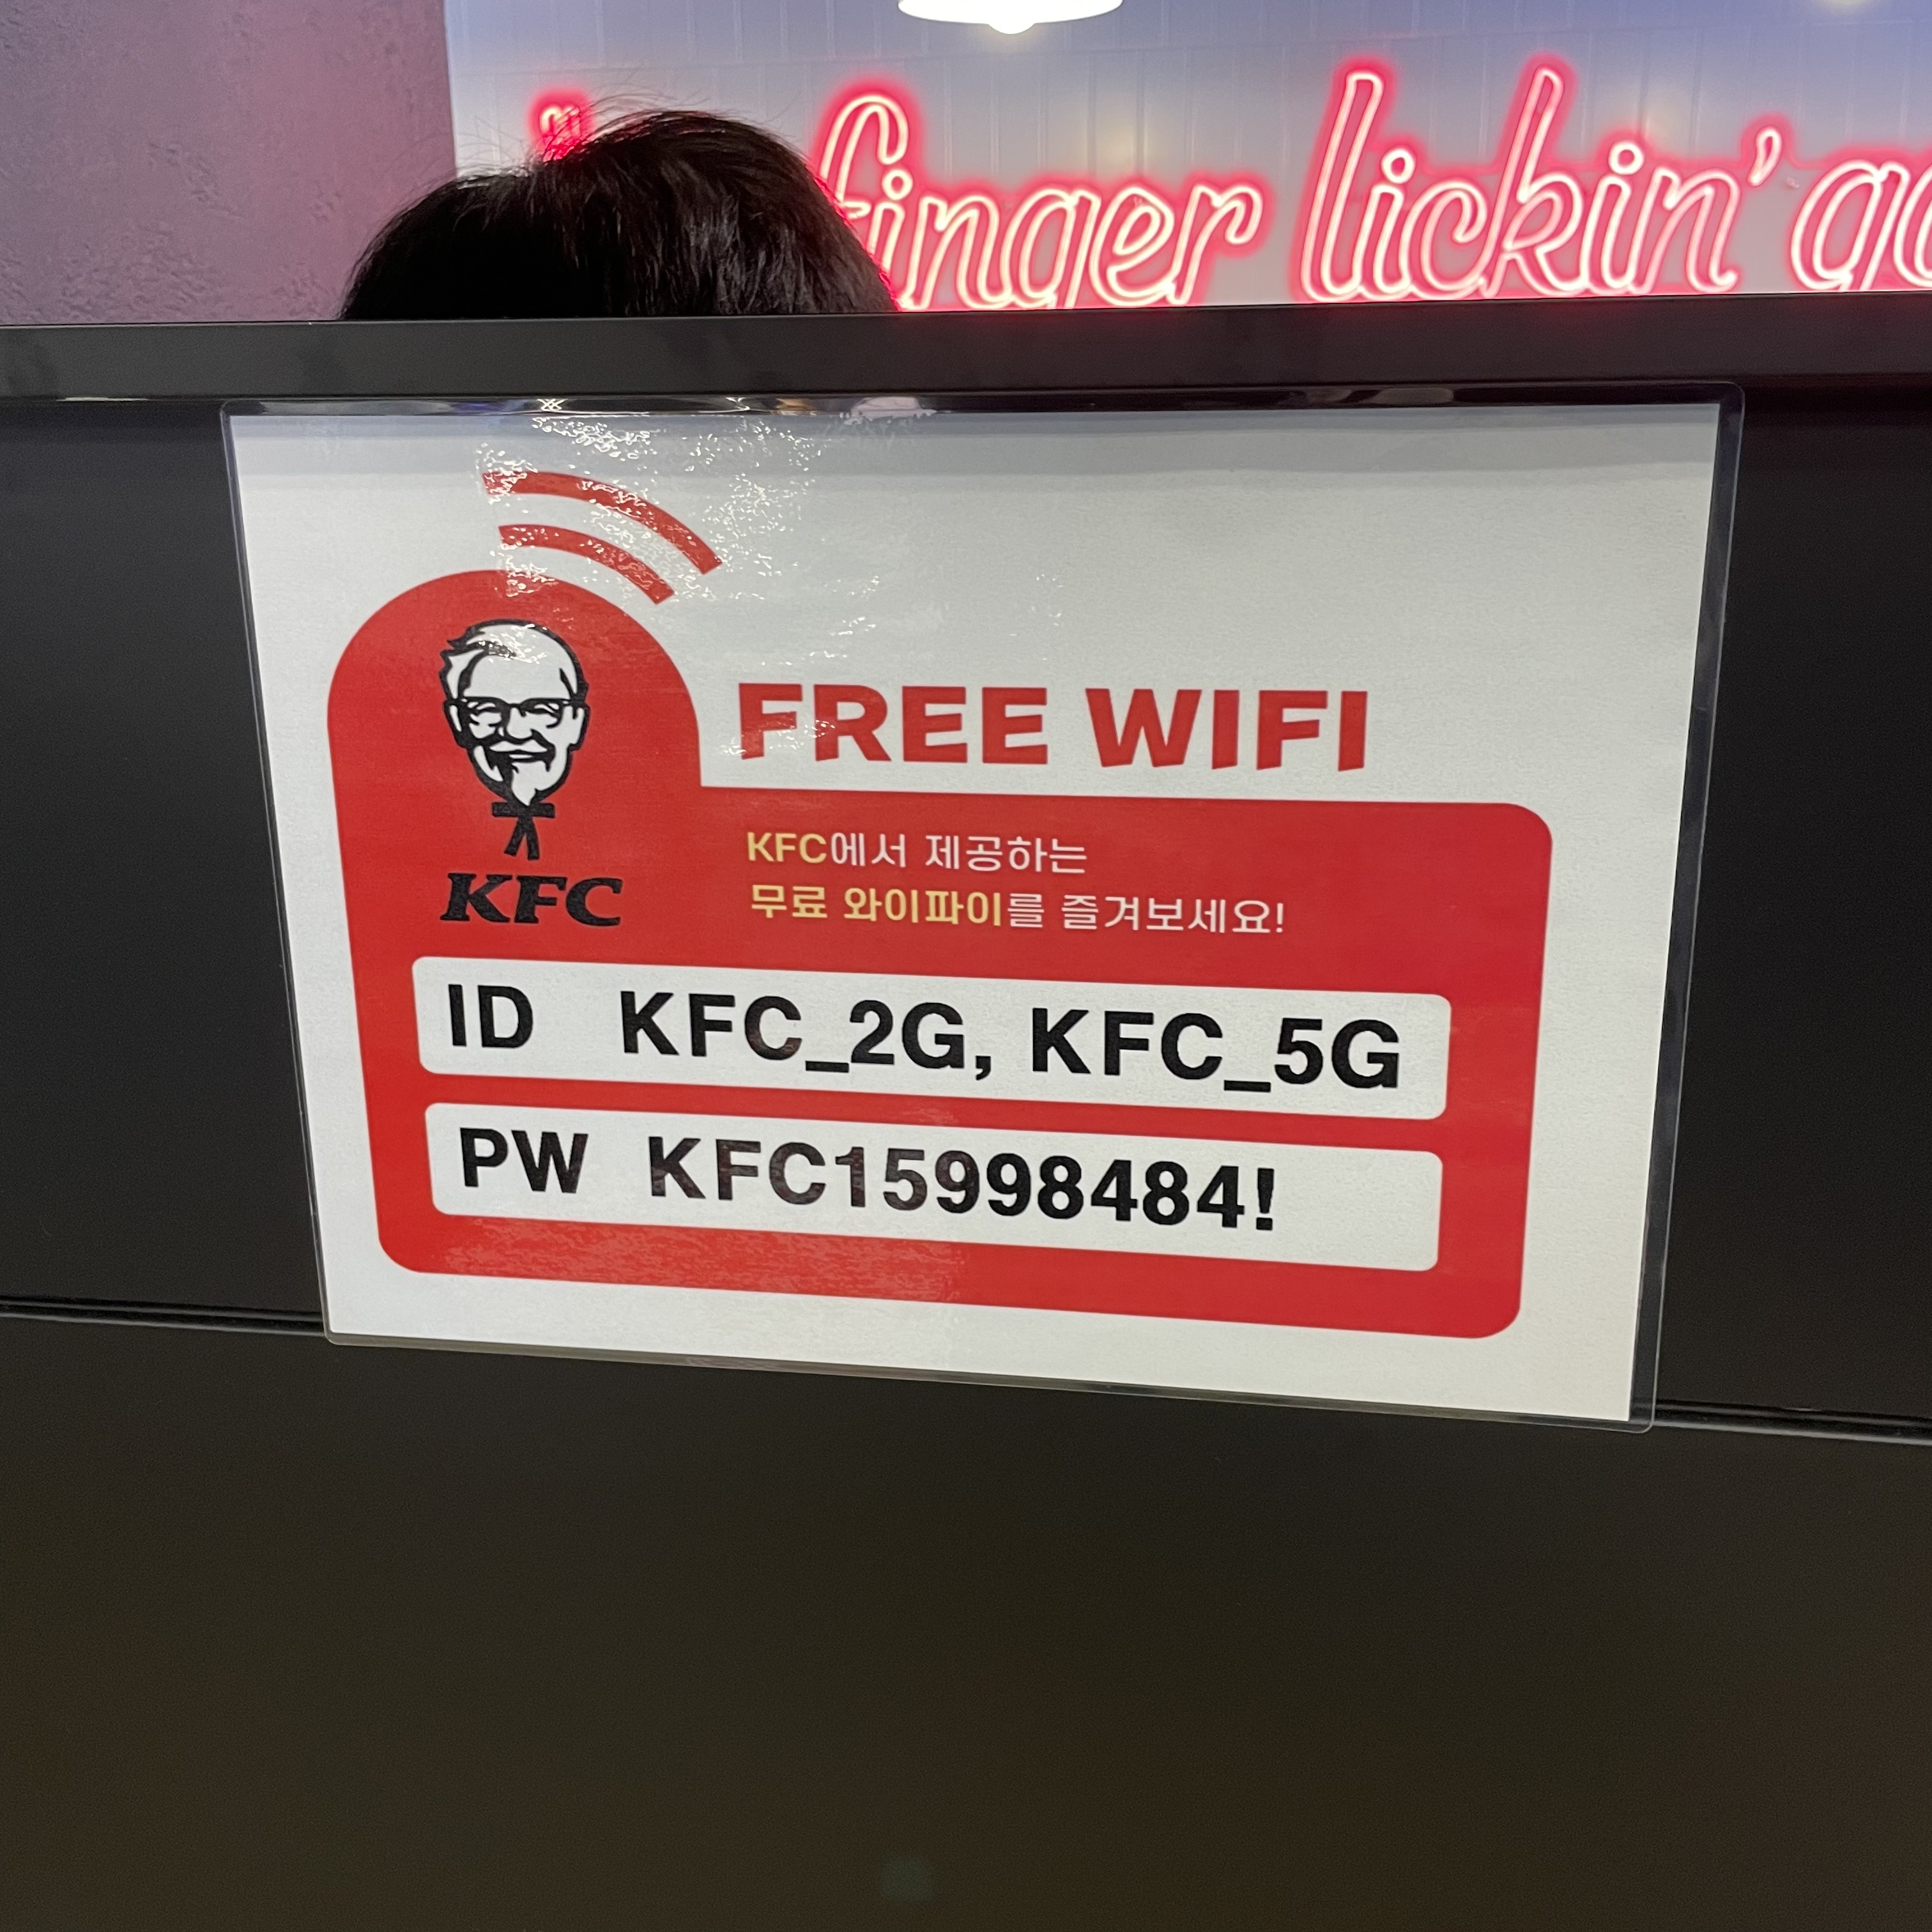 finger lickin' go
FREE WIFI
KFC
KFC에서 제공하는
무료 와이파이를 즐겨보세요!
ID KFC_2G, KFC_5G
PW KFC15998484!